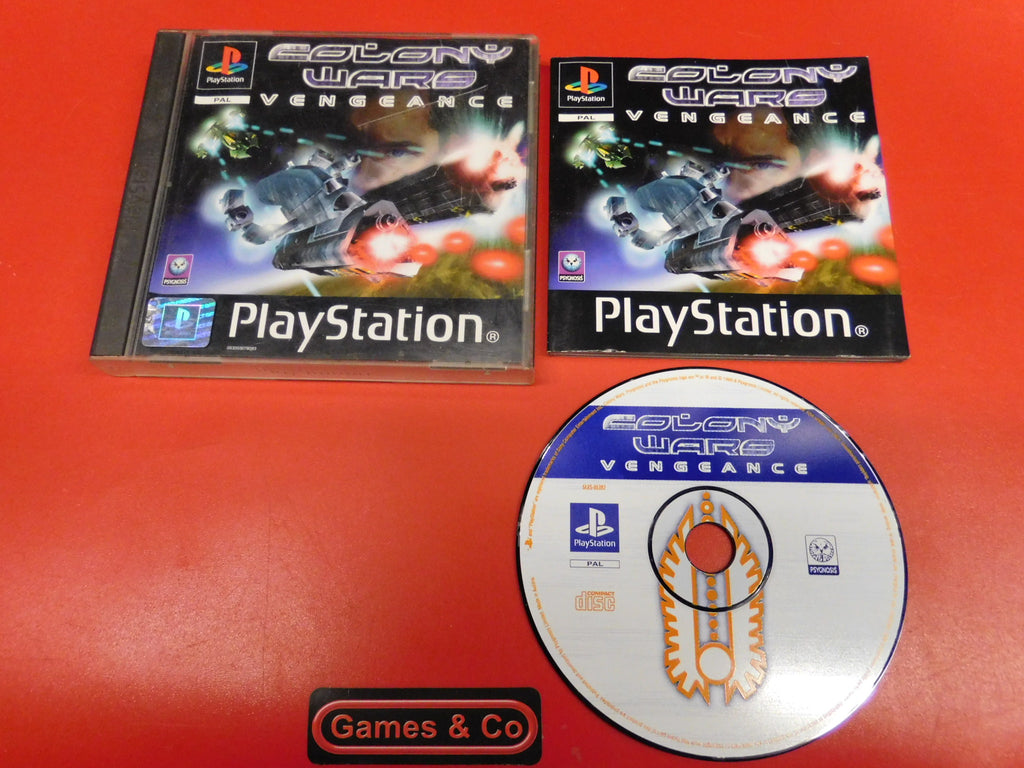 PlayStation
PAL
COLONY
WARS
VENGEANCE
PSYGNOSIS
PlayStation®
PlayStation
PAL
COLONY
WARS
VENGEANCE
PSYGNOSIS
PlayStation®
COLONY
WARS
VENGEANCE
PlayStation
PAL
PSYGNOSIS
COMPACT
disc
Games & Co